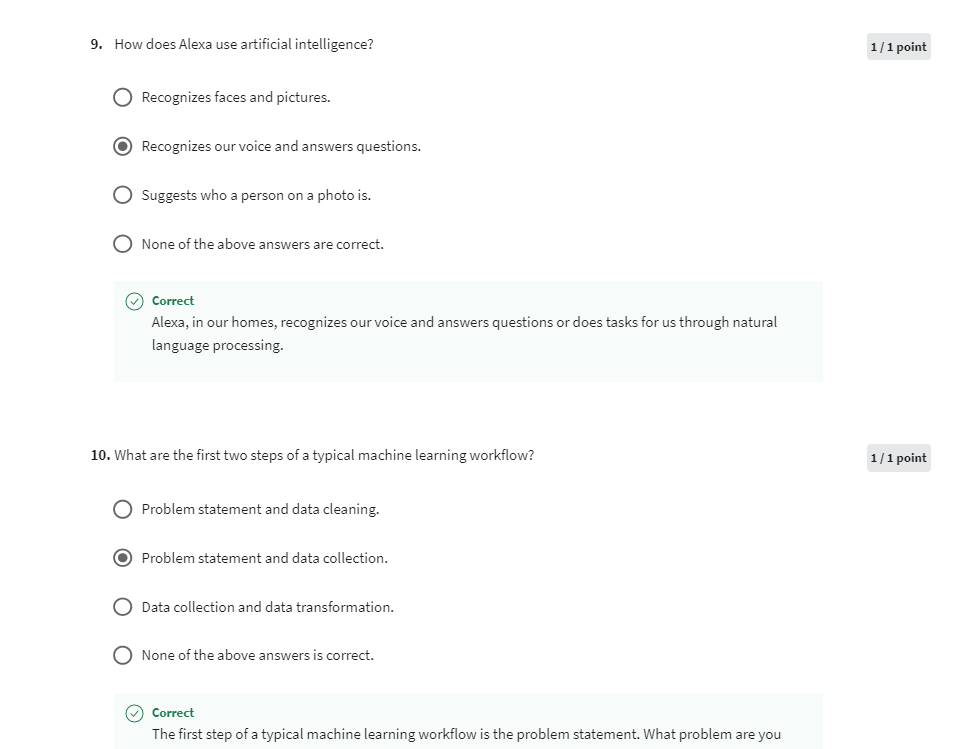 9. How does Alexa use artificial intelligence?
1 / 1 point
Recognizes faces and pictures.
Recognizes our voice and answers questions.
Suggests who a person on a photo is.
None of the above answers are correct.
Correct
Alexa, in our homes, recognizes our voice and answers questions or does tasks for us through natural
language processing.
10. What are the first two steps of a typical machine learning workflow?
1 / 1 point
Problem statement and data cleaning.
Problem statement and data collection.
Data collection and data transformation.
None of the above answers is correct.
Correct
The first step of a typical machine learning workflow is the problem statement. What problem are you